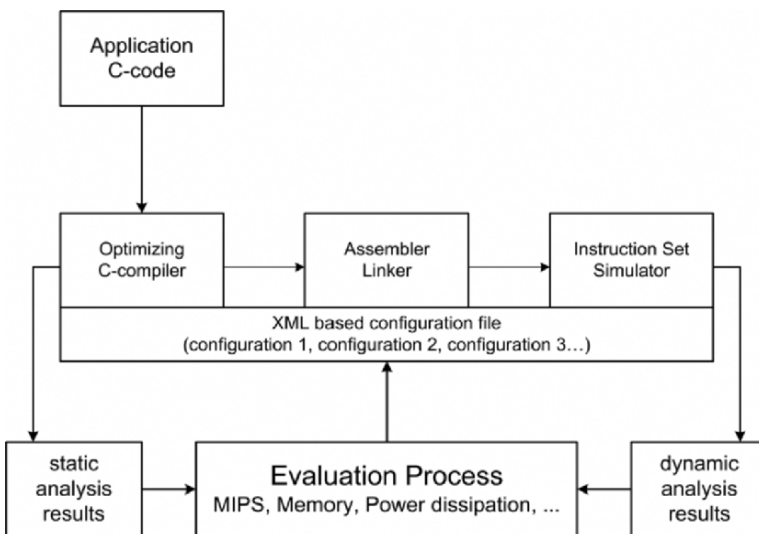 Application
C-code
Optimizing
C-compiler
Assembler
Linker
Instruction Set
Simulator
XML based configuration file
(configuration 1, configuration 2, configuration 3...)
static
analysis
results
Evaluation Process
MIPS, Memory, Power dissipation, ...
dynamic
analysis
results